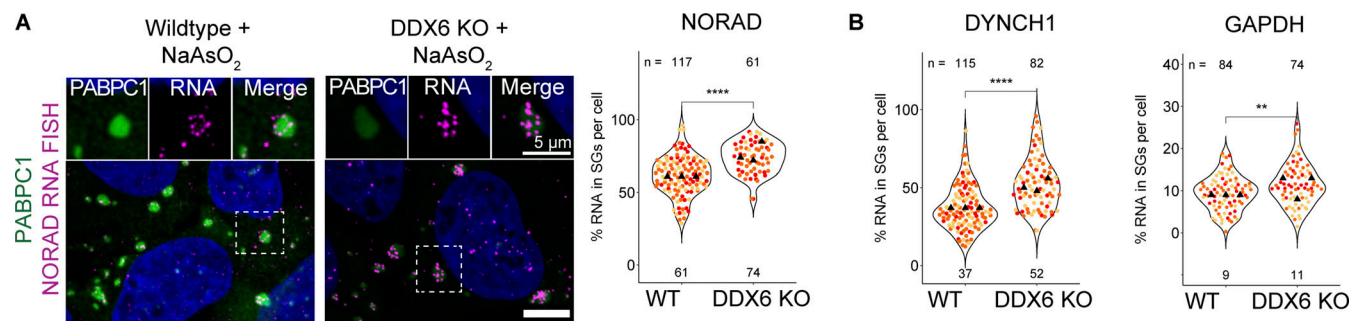 A
Wildtype +
NaAsO2
DDX6 KO +
NaAsO2
PABPC1
RNA
Merge
PABPC1
RNA
Merge
5 µm
PABPC1
NORAD RNA FISH
NORAD
n =
117
61
****
% RNA in SGs per cell
100
50
0
61
74
WT
DDX6 KO
B
DYNCH1
n =
115
82
****
% RNA in SGs per cell
100
50
0
37
52
WT
DDX6 KO
GAPDH
n =
84
74
**
% RNA in SGs per cell
40
30
20
10
0
9
11
WT
DDX6 KO